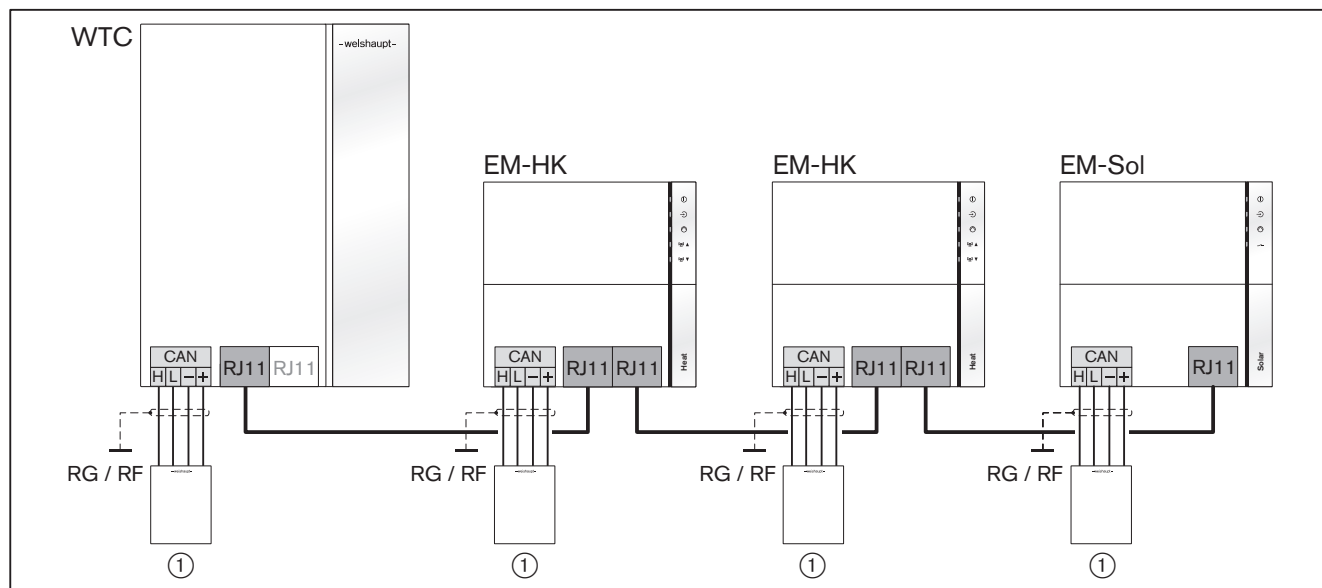 WTC
-welshaupt-
EM-HK
EM-HK
EM-Sol
CAN
H L − +
RJ11 RJ11
CAN
H L − +
RJ11 RJ11
Heat
CAN
H L − +
RJ11 RJ11
Heat
CAN
H L − +
RJ11
Solar
RG / RF
RG / RF
RG / RF
RG / RF
①
①
①
①